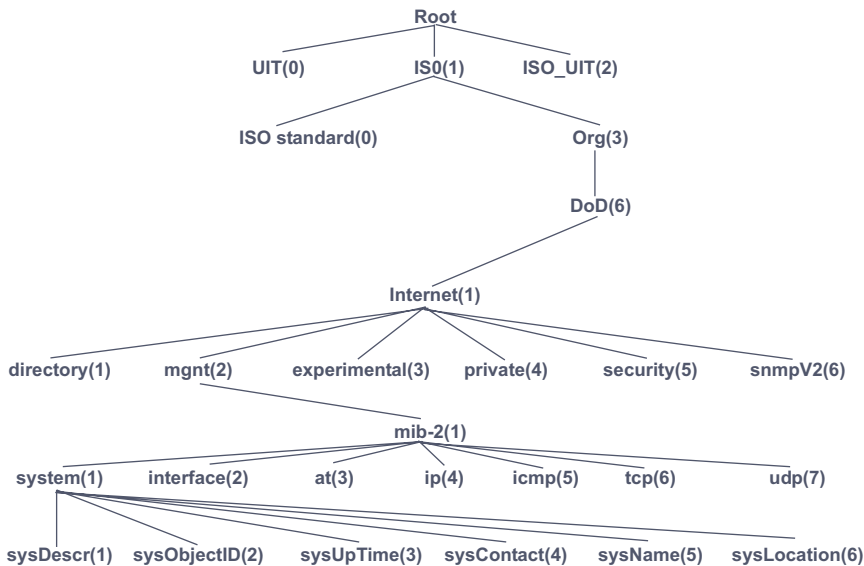 Root
UIT(0) IS0(1) ISO_UIT(2)
ISO standard(0) Org(3)
DoD(6)
Internet(1)
directory(1) mgnt(2) experimental(3) private(4) security(5) snmpV2(6)
mib-2(1)
system(1) interface(2) at(3) ip(4) icmp(5) tcp(6) udp(7)
sysDescr(1) sysObjectID(2) sysUpTime(3) sysContact(4) sysName(5) sysLocation(6)